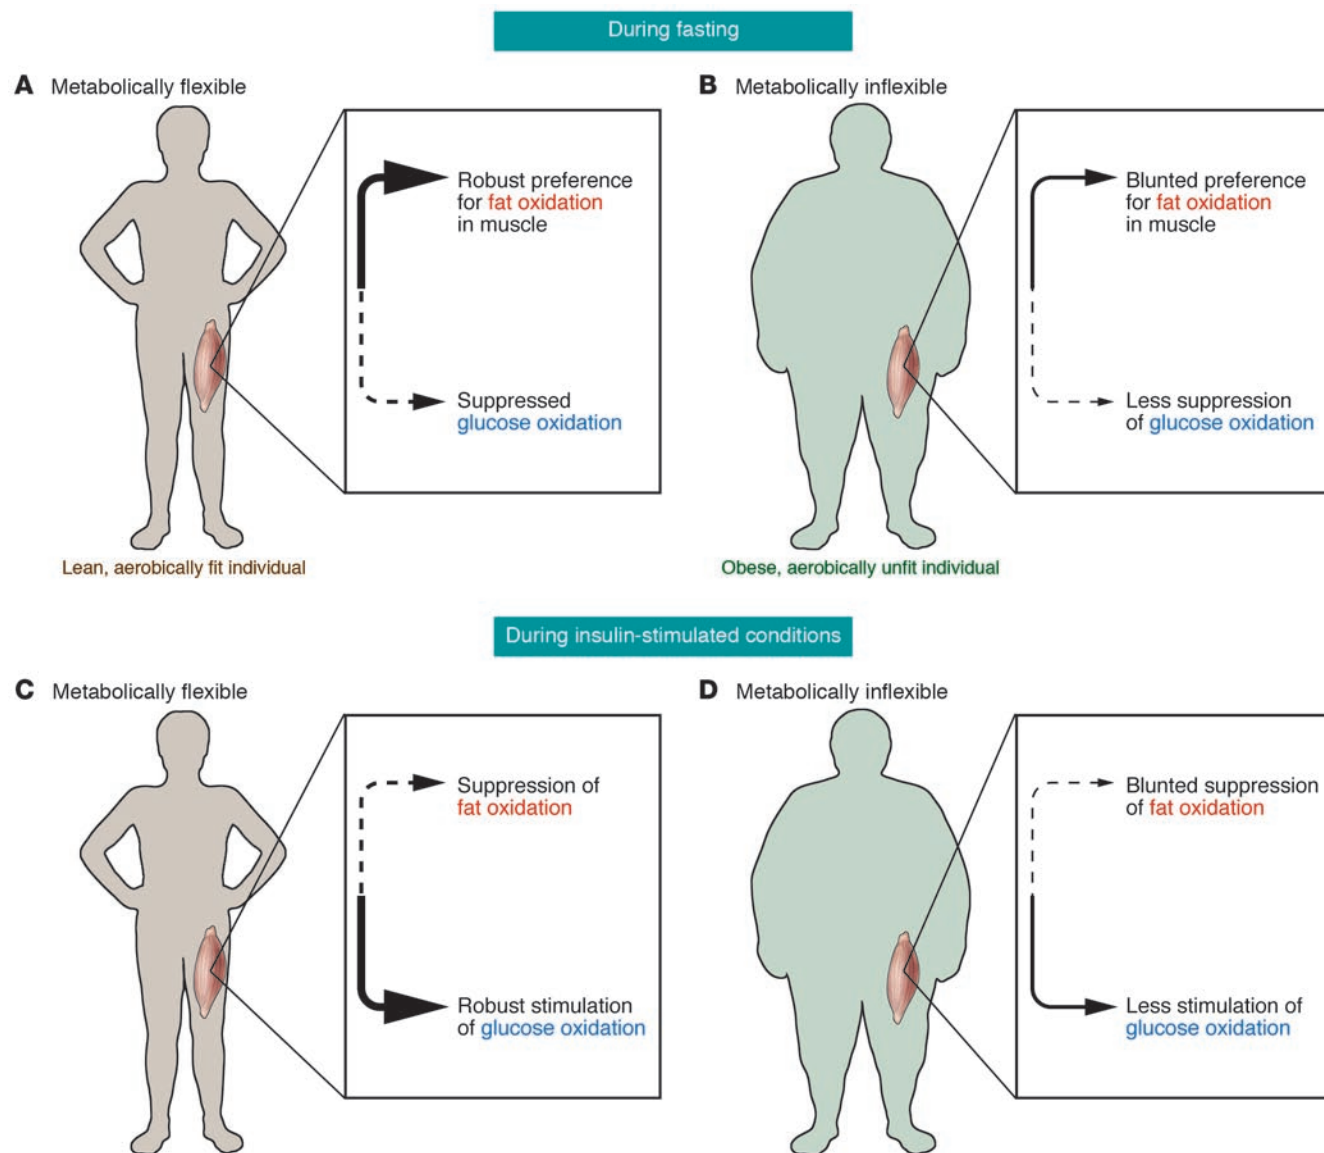 During fasting
A Metabolically flexible
B Metabolically inflexible
Robust preference
for fat oxidation
in muscle
Suppressed
glucose oxidation
Blunted preference
for fat oxidation
in muscle
Less suppression
of glucose oxidation
Lean, aerobically fit individual
Obese, aerobically unfit individual
During insulin-stimulated conditions
C Metabolically flexible
D Metabolically inflexible
Suppression of
fat oxidation
Robust stimulation
of glucose oxidation
Blunted suppression
of fat oxidation
Less stimulation of
glucose oxidation